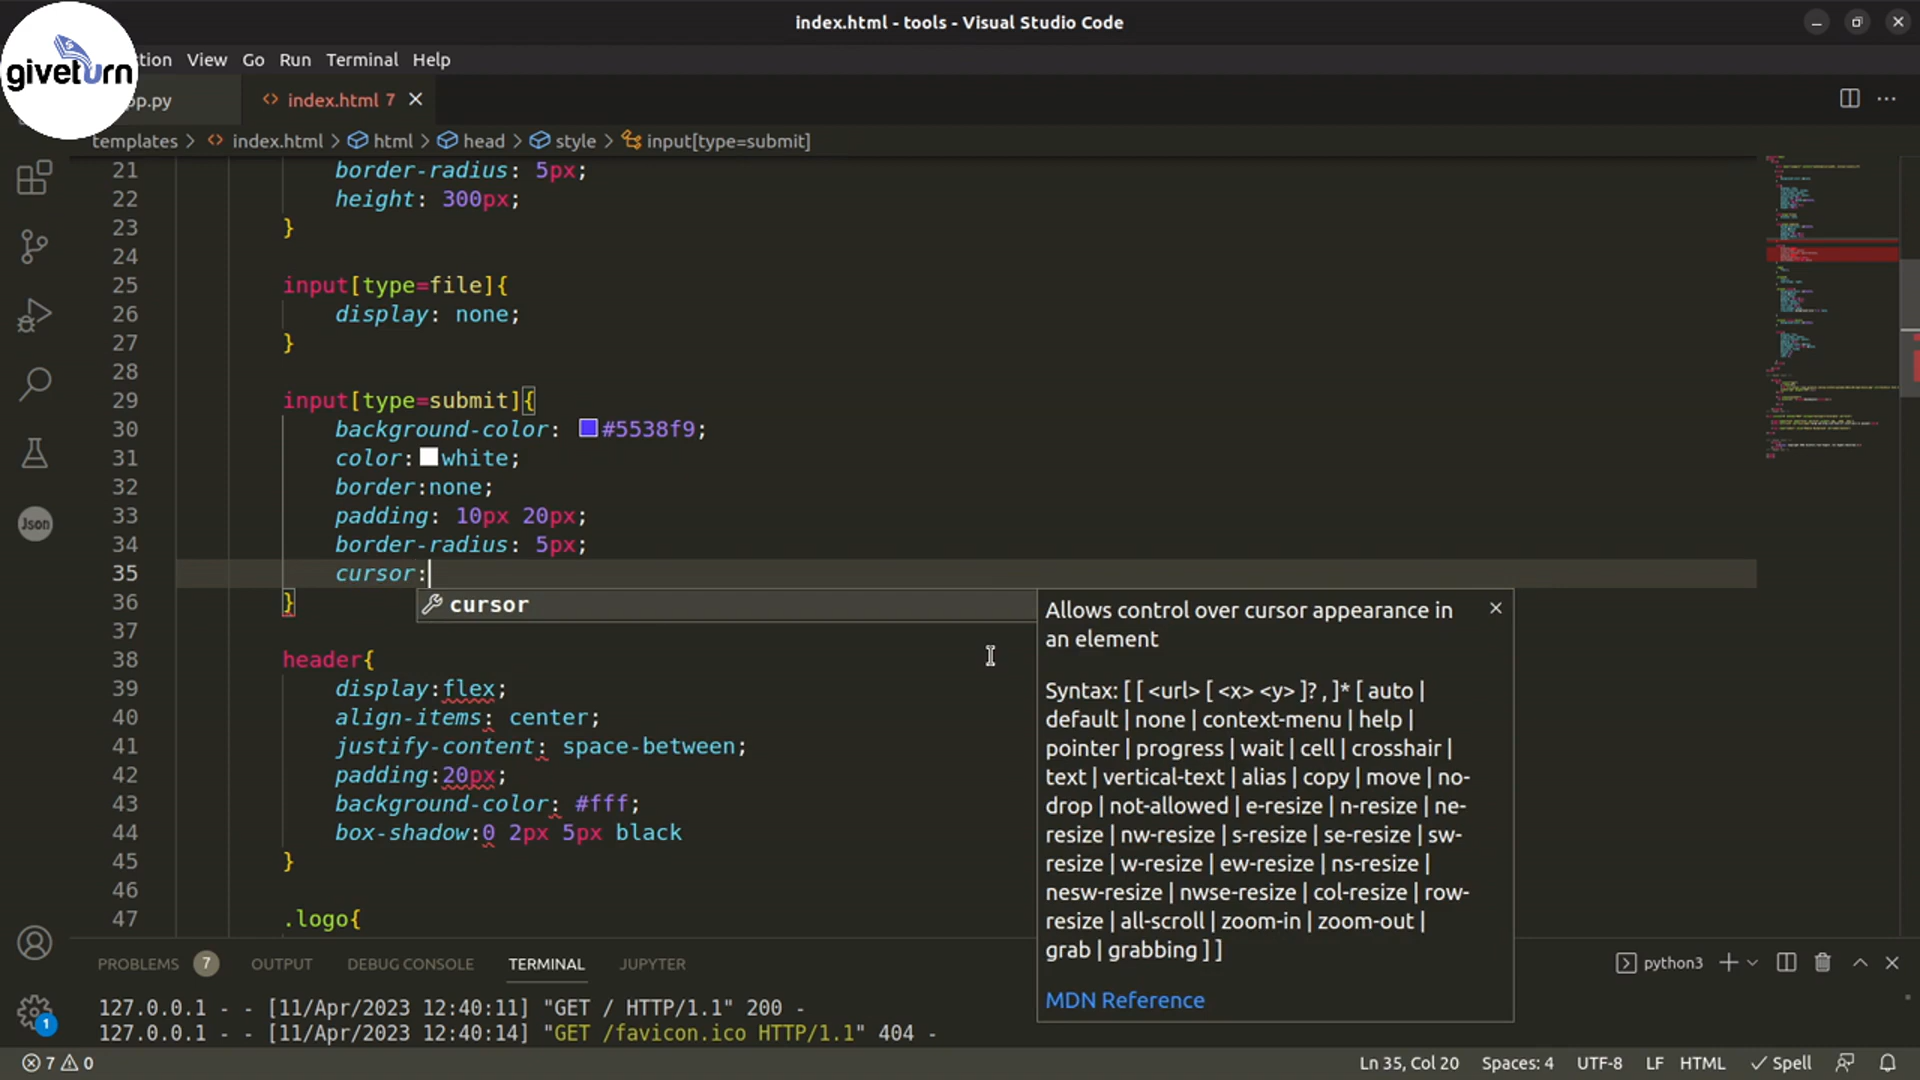 index.html - tools - Visual Studio Code
giveturn
tion View Go Run Terminal Help
pp.py
index.html 7
templates > index.html > html > head > style > input[type=submit]
21 border-radius: 5px;
22 height: 300px;
23 }
24
25 input[type=file]{
26 display: none;
27 }
28
29 input[type=submit]{
30 background-color: #5538f9;
31 color: white;
32 border:none;
33 padding: 10px 20px;
34 border-radius: 5px;
35 cursor:
36 }
cursor
37
38 header{
39 display:flex;
40 align-items: center;
41 justify-content: space-between;
42 padding:20px;
43 background-color: #fff;
44 box-shadow:0 2px 5px black
45 }
46
47 .logo{
Allows control over cursor appearance in
an element
Syntax: [ [ <url> [ <x> <y> ]? , ]* [ auto |
default | none | context-menu | help |
pointer | progress | wait | cell | crosshair |
text | vertical-text | alias | copy | move | no-
drop | not-allowed | e-resize | n-resize | ne-
resize | nw-resize | s-resize | se-resize | sw-
resize | w-resize | ew-resize | ns-resize |
nesw-resize | nwse-resize | col-resize | row-
resize | all-scroll | zoom-in | zoom-out |
grab | grabbing ] ]
MDN Reference
Json
PROBLEMS 7 OUTPUT DEBUG CONSOLE TERMINAL JUPYTER
python3
127.0.0.1 - - [11/Apr/2023 12:40:11] "GET / HTTP/1.1" 200 -
127.0.0.1 - - [11/Apr/2023 12:40:14] "GET /favicon.ico HTTP/1.1" 404 -
1
7 0
Ln 35, Col 20 Spaces: 4 UTF-8 LF HTML Spell